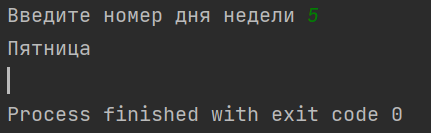 Введите номер дня недели 5
Пятница
Process finished with exit code 0